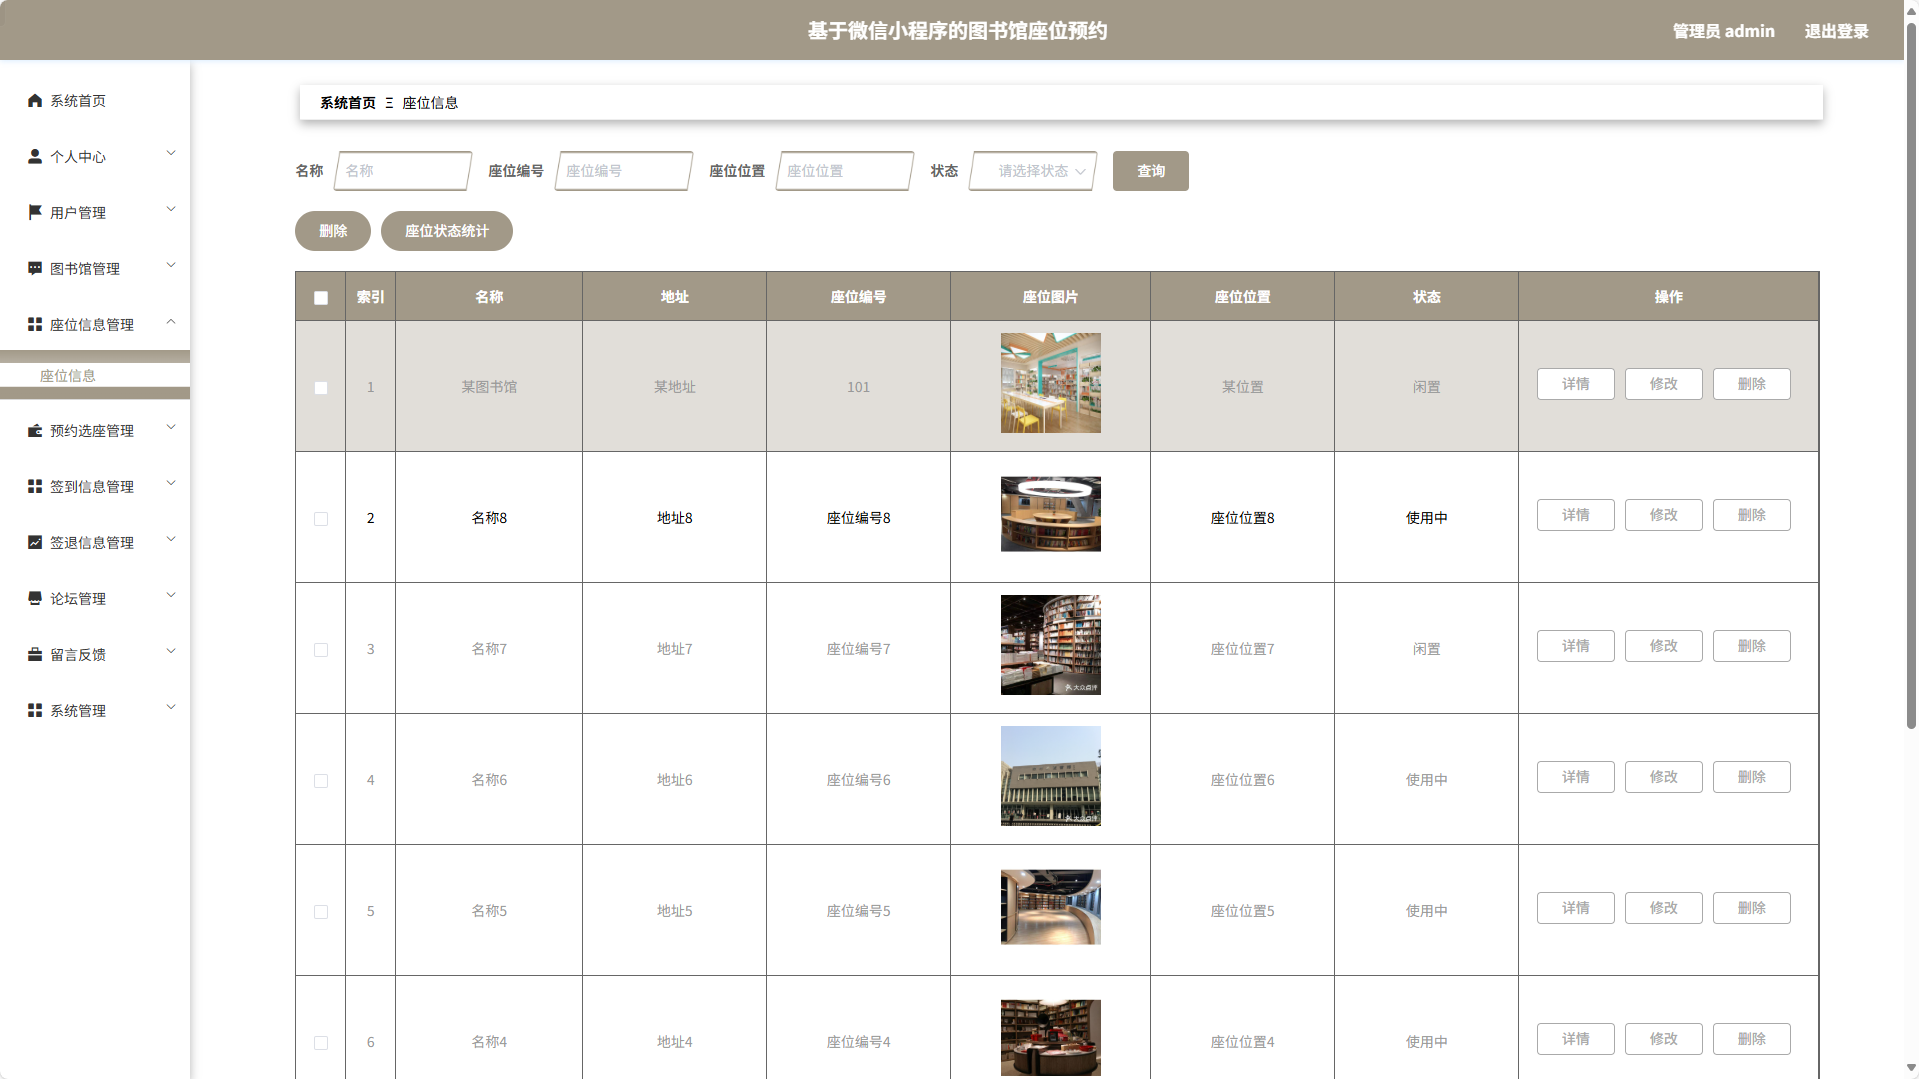 基于微信小程序的图书馆座位预约
管理员 admin 退出登录
系统首页
个人中心
用户管理
图书馆管理
座位信息管理
座位信息
预约选座管理
签到信息管理
签退信息管理
论坛管理
留言反馈
系统管理
系统首页 Ξ 座位信息
名称 名称 座位编号 座位编号 座位位置 座位位置 状态 请选择状态 查询
删除 座位状态统计
索引 名称 地址 座位编号 座位图片 座位位置 状态 操作
1 某图书馆 某地址 101 某位置 闲置 详情 修改 删除
2 名称8 地址8 座位编号8 座位位置8 使用中 详情 修改 删除
3 名称7 地址7 座位编号7 大众点评 座位位置7 闲置 详情 修改 删除
4 名称6 地址6 座位编号6 大众点评 座位位置6 使用中 详情 修改 删除
5 名称5 地址5 座位编号5 座位位置5 使用中 详情 修改 删除
6 名称4 地址4 座位编号4 座位位置4 使用中 详情 修改 删除